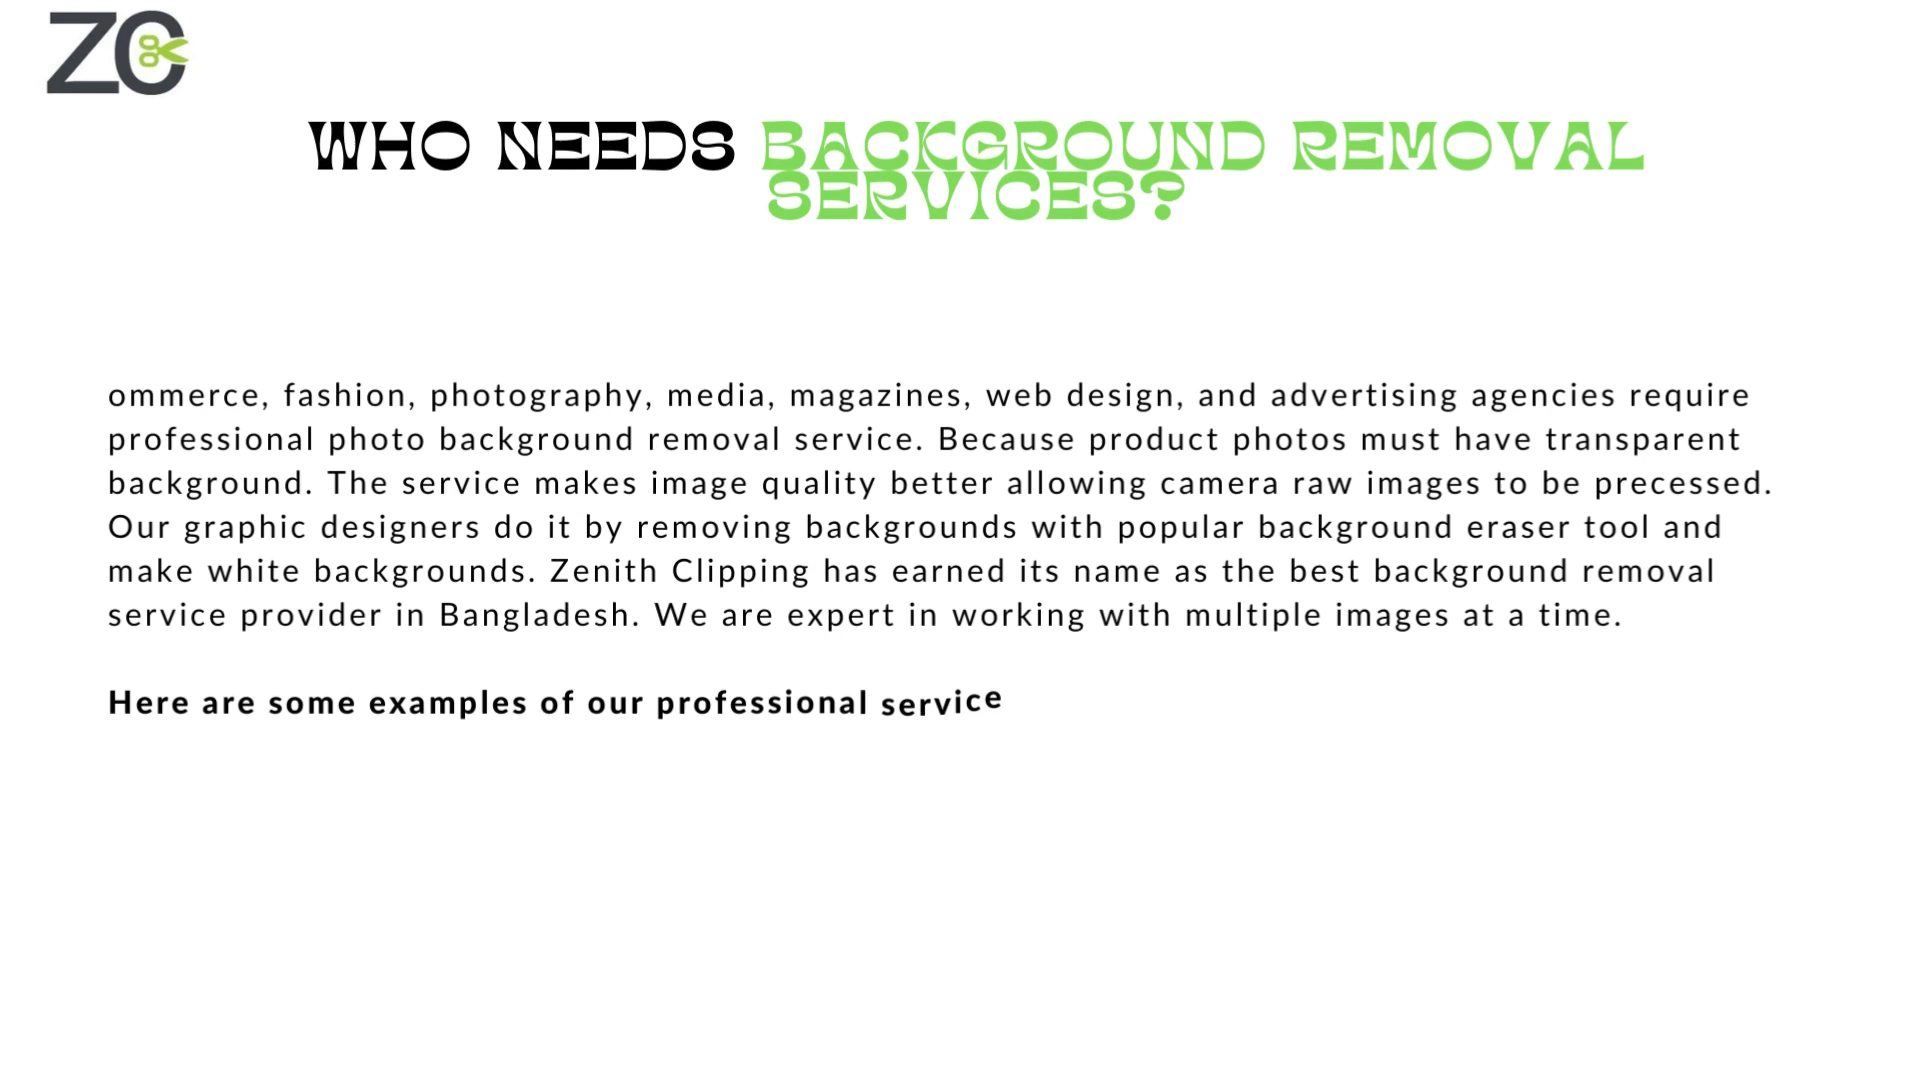 ZC
WHO NEEDS BACKGROUND REMOVAL
SERVICES?
ommerce, fashion, photography, media, magazines, web design, and advertising agencies require
professional photo background removal service. Because product photos must have transparent
background. The service makes image quality better allowing camera raw images to be precessed.
Our graphic designers do it by removing backgrounds with popular background eraser tool and
make white backgrounds. Zenith Clipping has earned its name as the best background removal
service provider in Bangladesh. We are expert in working with multiple images at a time.
Here are some examples of our professional service